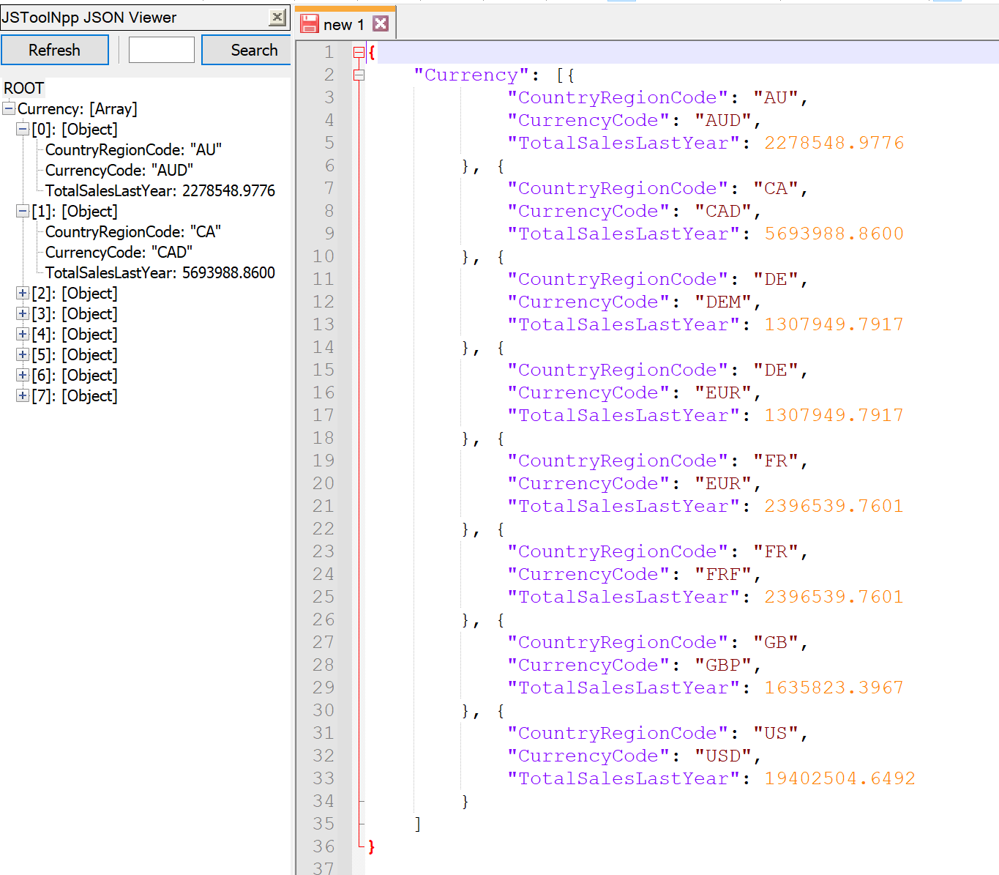 JSToolNpp JSON Viewer
Refresh
Search
ROOT
Currency: [Array]
[0]: [Object]
CountryRegionCode: "AU"
CurrencyCode: "AUD"
TotalSalesLastYear: 2278548.9776
[1]: [Object]
CountryRegionCode: "CA"
CurrencyCode: "CAD"
TotalSalesLastYear: 5693988.8600
[2]: [Object]
[3]: [Object]
[4]: [Object]
[5]: [Object]
[6]: [Object]
[7]: [Object]
new 1
1 {
2 "Currency": [{
3 "CountryRegionCode": "AU",
4 "CurrencyCode": "AUD",
5 "TotalSalesLastYear": 2278548.9776
6 }, {
7 "CountryRegionCode": "CA",
8 "CurrencyCode": "CAD",
9 "TotalSalesLastYear": 5693988.8600
10 }, {
11 "CountryRegionCode": "DE",
12 "CurrencyCode": "DEM",
13 "TotalSalesLastYear": 1307949.7917
14 }, {
15 "CountryRegionCode": "DE",
16 "CurrencyCode": "EUR",
17 "TotalSalesLastYear": 1307949.7917
18 }, {
19 "CountryRegionCode": "FR",
20 "CurrencyCode": "EUR",
21 "TotalSalesLastYear": 2396539.7601
22 }, {
23 "CountryRegionCode": "FR",
24 "CurrencyCode": "FRF",
25 "TotalSalesLastYear": 2396539.7601
26 }, {
27 "CountryRegionCode": "GB",
28 "CurrencyCode": "GBP",
29 "TotalSalesLastYear": 1635823.3967
30 }, {
31 "CountryRegionCode": "US",
32 "CurrencyCode": "USD",
33 "TotalSalesLastYear": 19402504.6492
34 }
35 ]
36 }
37